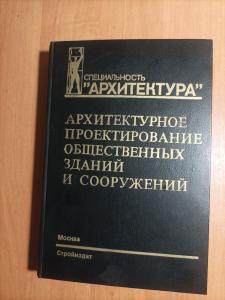 СПЕЦИАЛЬНОСТЬ
"АРХИТЕКТУРА"
АРХИТЕКТУРНОЕ
ПРОЕКТИРОВАНИЕ
ОБЩЕСТВЕННЫХ
ЗДАНИЙ
И СООРУЖЕНИЙ
Москва
Стройиздат